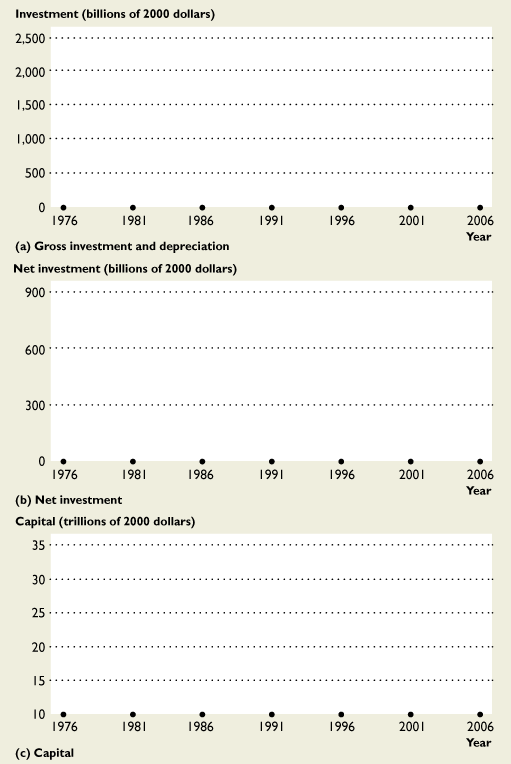 Investment (billions of 2000 dollars)
2,500
2,000
1,500
1,000
500
0
1976 1981 1986 1991 1996 2001 2006
Year
(a) Gross investment and depreciation
Net investment (billions of 2000 dollars)
900
600
300
0
1976 1981 1986 1991 1996 2001 2006
Year
(b) Net investment
Capital (trillions of 2000 dollars)
35
30
25
20
15
10
1976 1981 1986 1991 1996 2001 2006
Year
(c) Capital